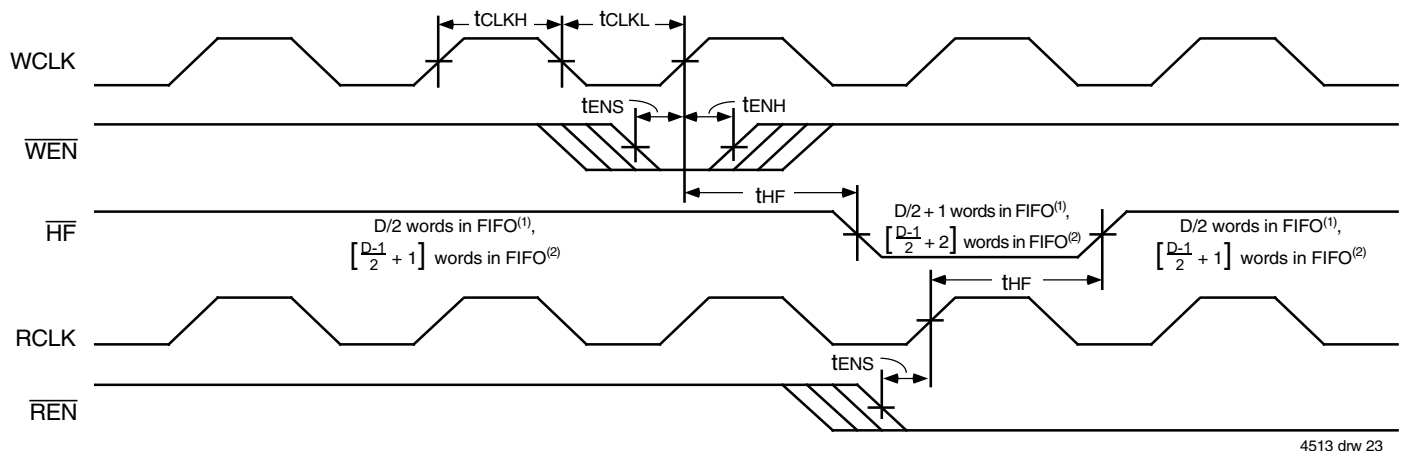 tCLKH
tCLKL
WCLK
tENS
tENH
WEN
tHF
HF
D/2 words in FIFO(1),
[D-1/2 + 1] words in FIFO(2)
D/2 + 1 words in FIFO(1),
[D-1/2 + 2] words in FIFO(2)
D/2 words in FIFO(1),
[D-1/2 + 1] words in FIFO(2)
tHF
RCLK
tENS
REN
4513 drw 23